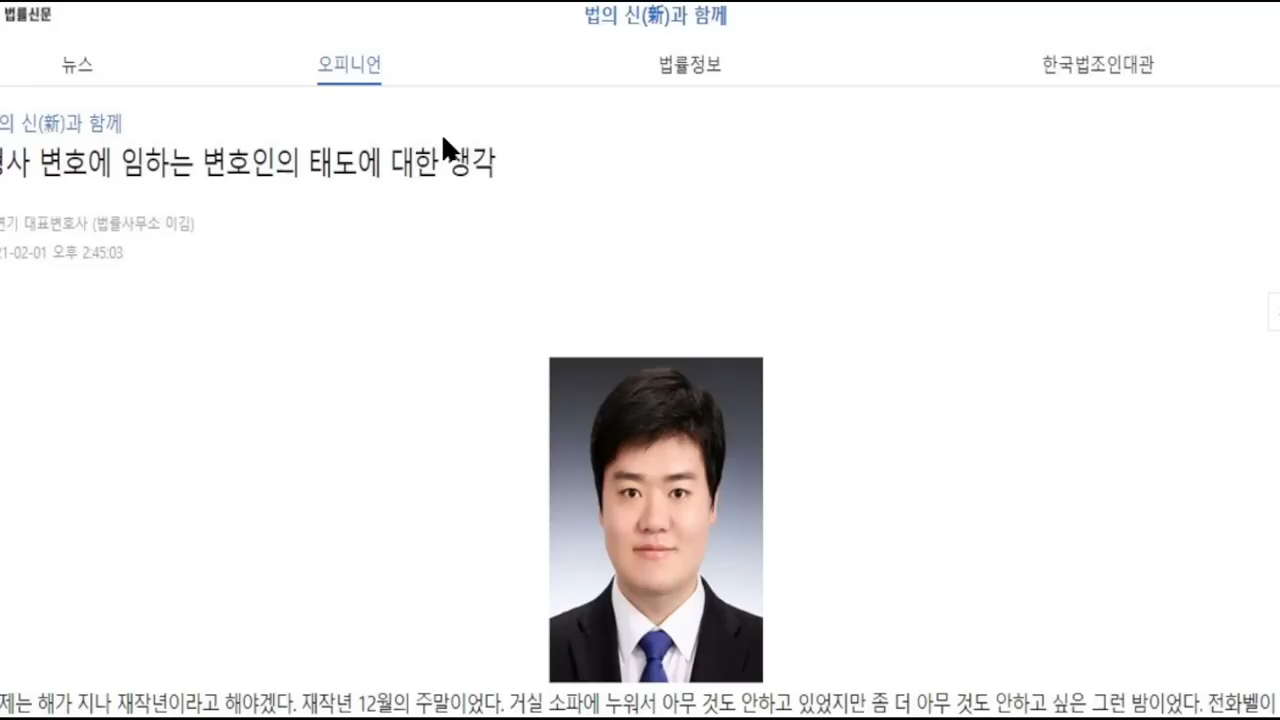 법률신문
법의 신(新)과 함께
뉴스 오피니언 법률정보 한국법조인대관
의 신(新)과 함께
변호에 임하는 변호인의 태도에 대한 생각
대표변호사 (법률사무소 이김)
21-02-01 오후 2:45:03
제는 해가 지나 재작년이라고 해야겠다. 재작년 12월의 주말이었다. 거실 소파에 누워서 아무 것도 안하고 있었지만 좀 더 아무 것도 안하고 싶은 그런 밤이었다. 전화벨이